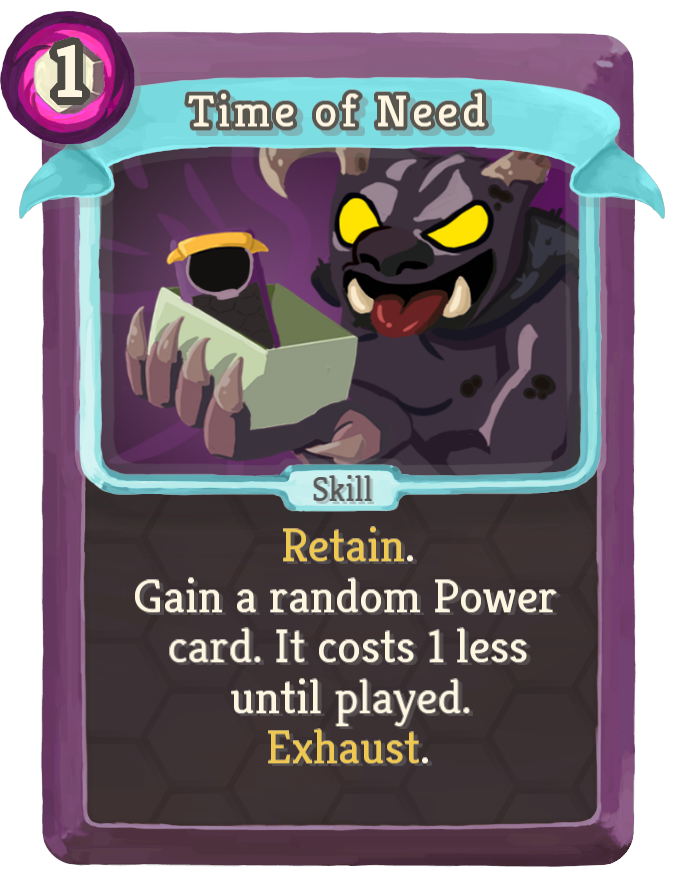 1
Time of Need
Skill
Retain.
Gain a random Power
card. It costs 1 less
until played.
Exhaust.